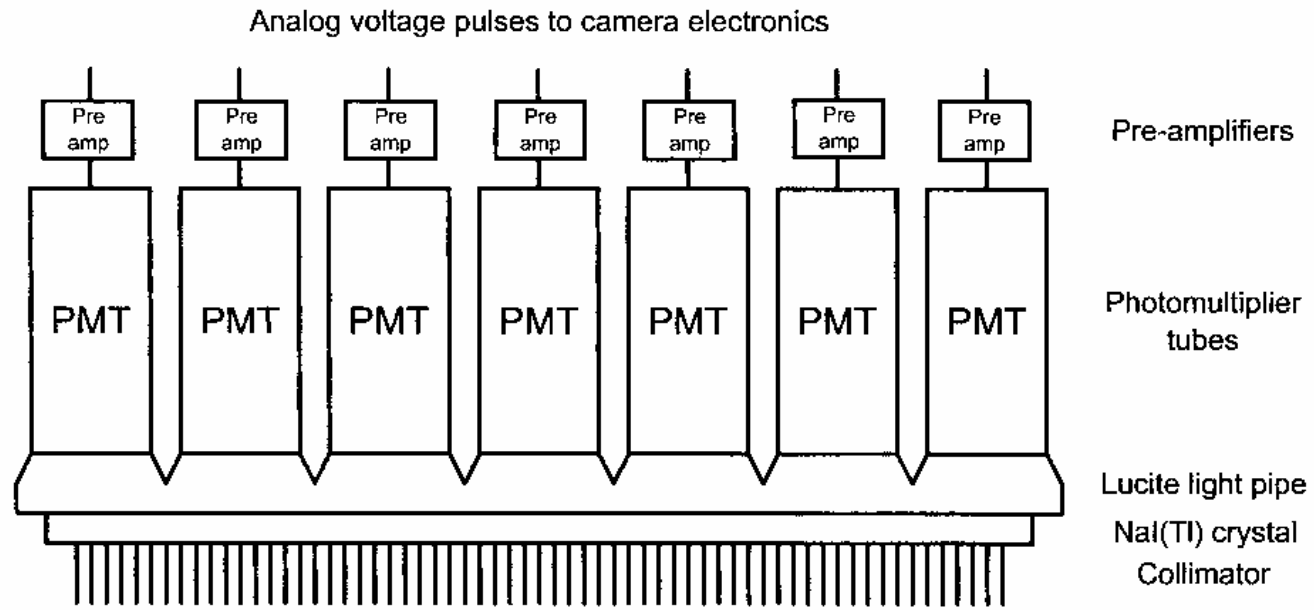 Analog voltage pulses to camera electronics
Pre
amp
Pre
amp
Pre
amp
Pre
amp
Pre
amp
Pre
amp
Pre
amp
Pre-amplifiers
PMT
PMT
PMT
PMT
PMT
PMT
PMT
Photomultiplier
tubes
Lucite light pipe
NaI(Tl) crystal
Collimator